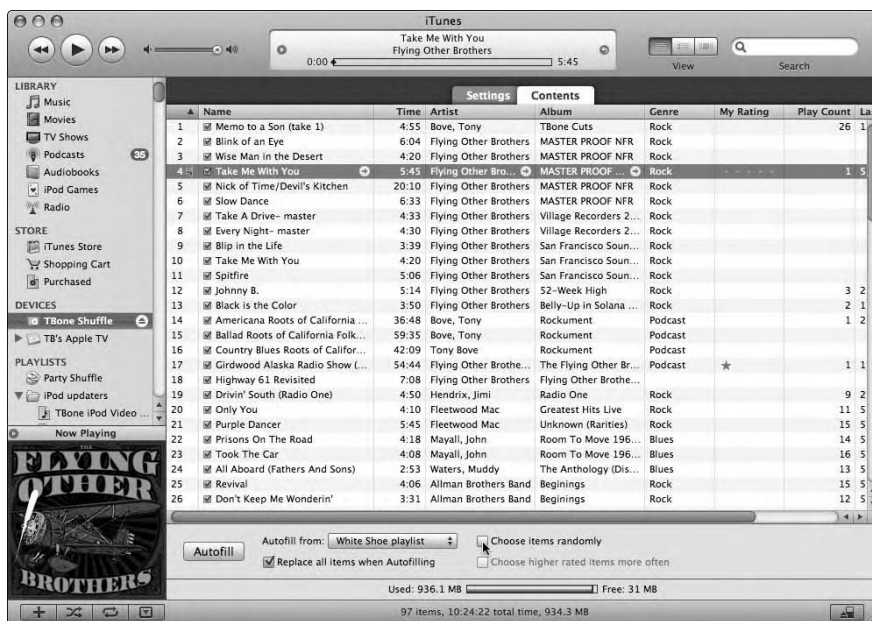 iTunes
Take Me With You
Flying Other Brothers
0:00 5:45
View
Search
LIBRARY
Music
Movies
TV Shows
Podcasts 35
Audiobooks
iPod Games
Radio
STORE
iTunes Store
Shopping Cart
Purchased
DEVICES
TBone Shuffle
TB's Apple TV
PLAYLISTS
Party Shuffle
iPod updaters
TBone iPod Video ...
Now Playing
THE
FLYING
OTHER
BROTHERS
Settings Contents
Name Time Artist Album Genre My Rating Play Count La
1 Memo to a Son (take 1) 4:55 Bove, Tony TBone Cuts Rock 26 1
2 Blink of an Eye 6:04 Flying Other Brothers MASTER PROOF NFR Rock
3 Wise Man in the Desert 4:20 Flying Other Brothers MASTER PROOF NFR Rock
4 Take Me With You 5:45 Flying Other Bro... MASTER PROOF ... Rock 1 5
5 Nick of Time/Devil's Kitchen 20:10 Flying Other Brothers MASTER PROOF NFR Rock
6 Slow Dance 6:33 Flying Other Brothers MASTER PROOF NFR Rock
7 Take A Drive- master 4:33 Flying Other Brothers Village Recorders 2... Rock
8 Every Night- master 4:30 Flying Other Brothers Village Recorders 2... Rock
9 Blip in the Life 3:39 Flying Other Brothers San Francisco Soun... Rock
10 Take Me With You 4:20 Flying Other Brothers San Francisco Soun... Rock
11 Spitfire 5:06 Flying Other Brothers San Francisco Soun... Rock
12 Johnny B. 5:14 Flying Other Brothers 52-Week High Rock 3 2
13 Black is the Color 3:50 Flying Other Brothers Belly-Up in Solana ... Rock 2 1
14 Americana Roots of California ... 36:48 Bove, Tony Rockument Podcast 1 2
15 Ballad Roots of California Folk... 59:35 Bove, Tony Rockument Podcast
16 Country Blues Roots of Califor... 42:09 Tony Bove Rockument Podcast
17 Girdwood Alaska Radio Show (... 54:44 Flying Other Brothe... The Flying Other Br... Podcast 1 1
18 Highway 61 Revisited 7:08 Flying Other Brothers Flying Other Brothe...
19 Drivin' South (Radio One) 4:50 Hendrix, Jimi Radio One Rock 9 2
20 Only You 4:10 Fleetwood Mac Greatest Hits Live Rock 11 5
21 Purple Dancer 5:45 Fleetwood Mac Unknown (Rarities) Rock 15 5
22 Prisons On The Road 4:18 Mayall, John Room To Move 196... Blues 14 5
23 Took The Car 4:08 Mayall, John Room To Move 196... Blues 16 5
24 All Aboard (Fathers And Sons) 2:53 Waters, Muddy The Anthology (Dis... Blues 13 5
25 Revival 4:06 Allman Brothers Band Beginings Rock 15 5
26 Don't Keep Me Wonderin' 3:31 Allman Brothers Band Beginings Rock 12 5
Autofill
Autofill from: White Shoe playlist
Choose items randomly
Replace all items when Autofilling
Choose higher rated items more often
Used: 936.1 MB Free: 31 MB
97 items, 10:24:22 total time, 934.3 MB